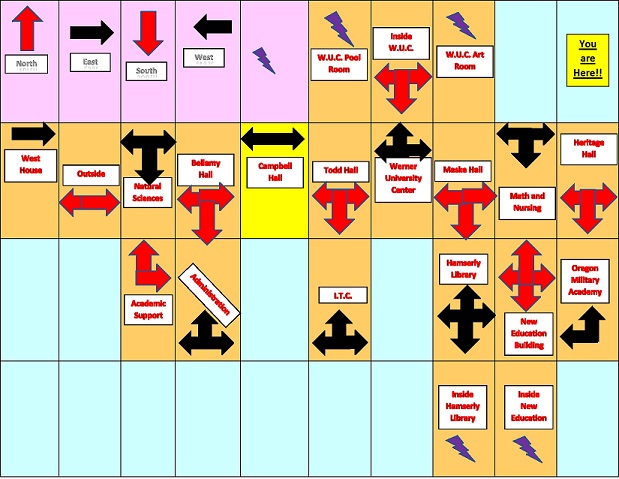 North
East
South
West
W.U.C. Pool
Room
Inside
W.U.C.
W.U.C. Art
Room
You
are
Here!!
West
House
Outside
Natural
Sciences
Bellamy
Hall
Campbell
Hall
Todd Hall
Werner
University
Center
Maske Hall
Math and
Nursing
Heritage
Hall
Academic
Support
Administration
I.T.C.
Hamserly
Library
New
Education
Building
Oregon
Military
Academy
Inside
Hamserly
Library
Inside
New
Education